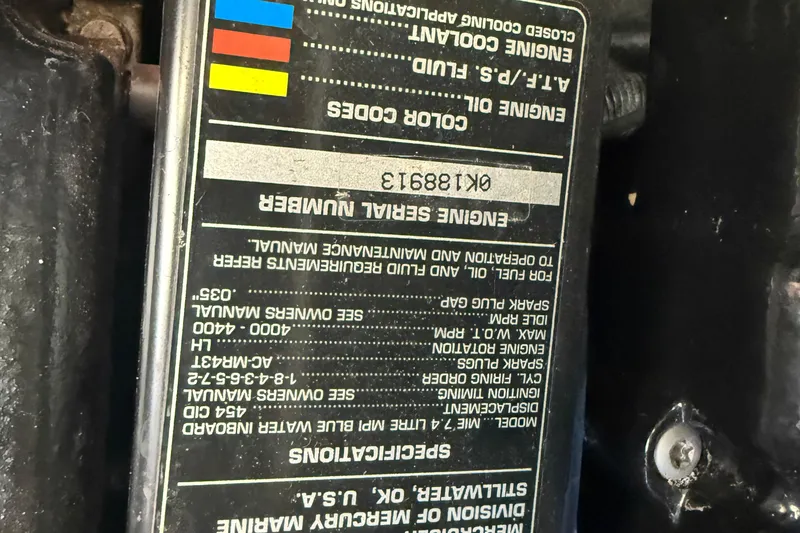 MERCRUISER
DIVISION OF MERCURY MARINE
STILLWATER, OK, U.S.A.
SPECIFICATIONS
MODEL... MIE 7.4 LITRE MPI BLUE WATER INBOARD
DISPLACEMENT............................ 454 CID
IGNITION TIMING............. SEE OWNERS MANUAL
CYL. FIRING ORDER ............... 1-8-4-3-6-5-7-2
SPARK PLUGS ........................... AC-MR43T
ENGINE ROTATION ............................. LH
MAX. W.O.T. RPM ................... 4000 - 4400
IDLE RPM ....................... SEE OWNERS MANUAL
SPARK PLUG GAP .............................. .035"
FOR FUEL, OIL, AND FLUID REQUIREMENTS REFER
TO OPERATION AND MAINTENANCE MANUAL.
ENGINE SERIAL NUMBER
0K188913
COLOR CODES
ENGINE OIL ....................
A.T.F./P.S. FLUID ..................
ENGINE COOLANT ..................
CLOSED COOLING APPLICATIONS ONLY